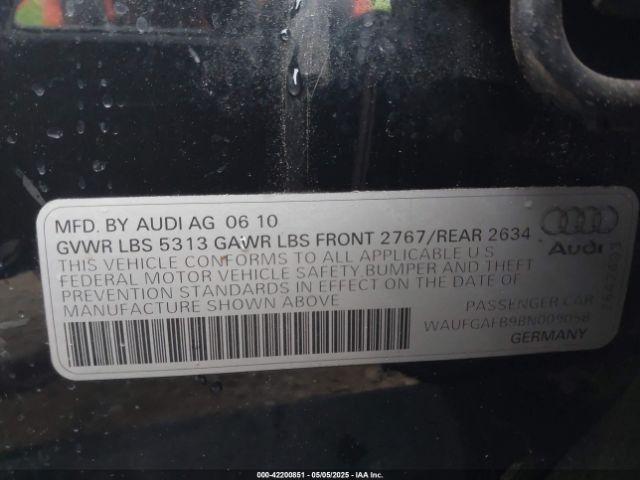 MFD. BY AUDI AG 06 10
GVWR LBS 5313 GAWR LBS FRONT 2767/REAR 2634
THIS VEHICLE CONFORMS TO ALL APPLICABLE U S
FEDERAL MOTOR VEHICLE SAFETY BUMPER AND THEFT
PREVENTION STANDARDS IN EFFECT ON THE DATE OF
MANUFACTURE SHOWN ABOVE
Audi
PASSENGER CAR
WAUFGAFB9BN009058
GERMANY
000-42200851 - 05/05/2025 - IAA Inc.